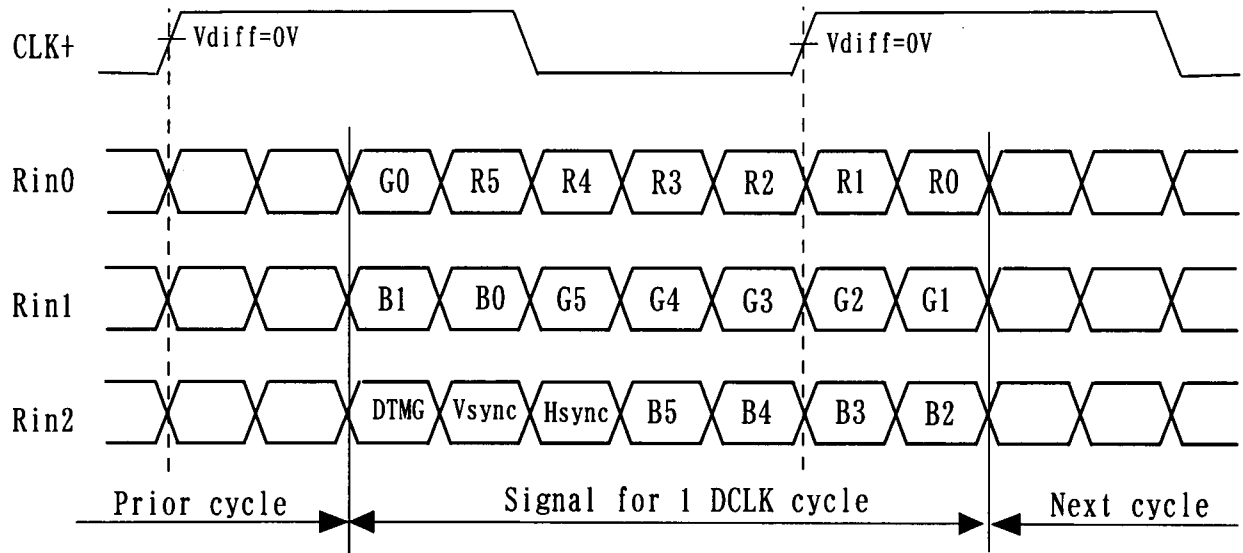 CLK+ Vdiff=0V Vdiff=0V
Rin0 G0 R5 R4 R3 R2 R1 R0
Rin1 B1 B0 G5 G4 G3 G2 G1
Rin2 DTMG Vsync Hsync B5 B4 B3 B2
Prior cycle Signal for 1 DCLK cycle Next cycle